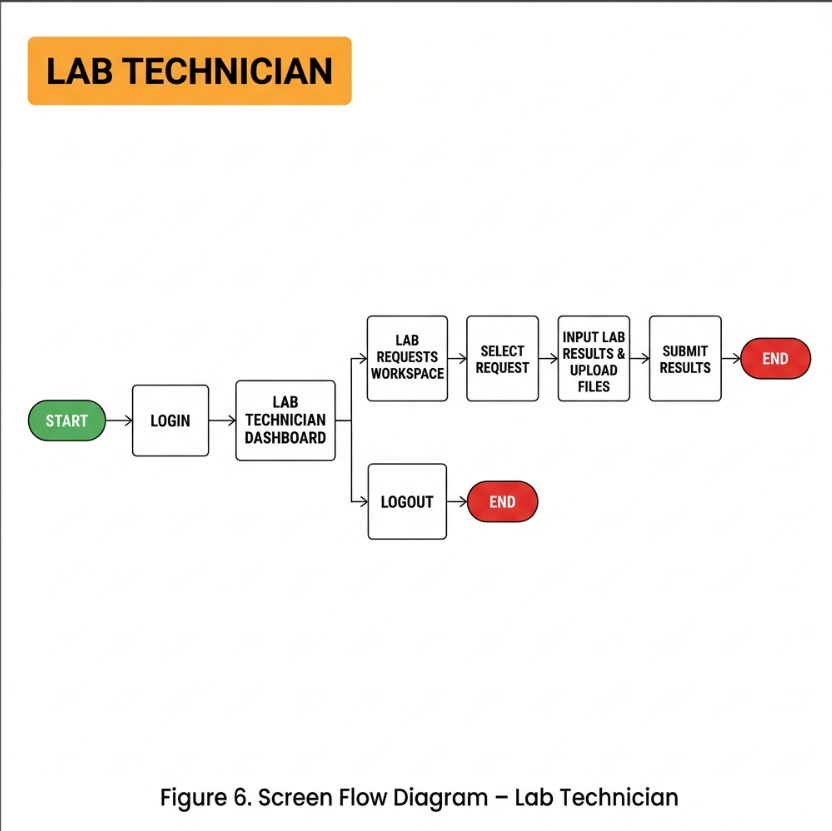 LAB TECHNICIAN
START
LOGIN
LAB
TECHNICIAN
DASHBOARD
LAB
REQUESTS
WORKSPACE
SELECT
REQUEST
INPUT LAB
RESULTS &
UPLOAD
FILES
SUBMIT
RESULTS
END
LOGOUT
END
Figure 6. Screen Flow Diagram – Lab Technician